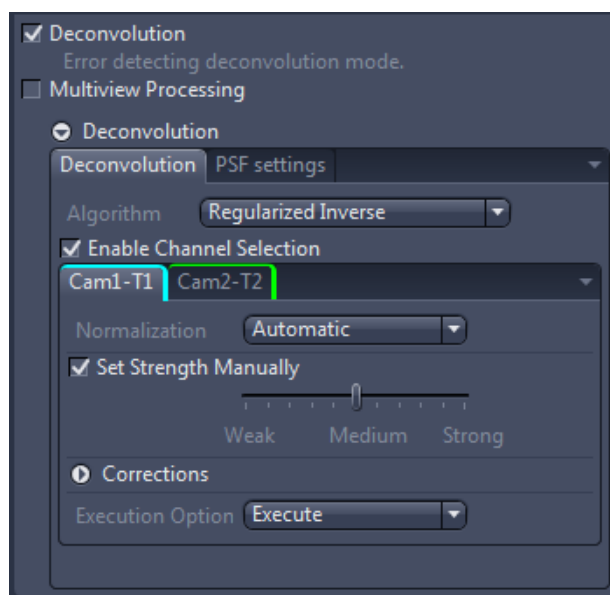 Deconvolution
Error detecting deconvolution mode.
Multiview Processing
Deconvolution
Deconvolution PSF settings
Algorithm Regularized Inverse
Enable Channel Selection
Cam1-T1 Cam2-T2
Normalization Automatic
Set Strength Manually
Weak Medium Strong
Corrections
Execution Option Execute